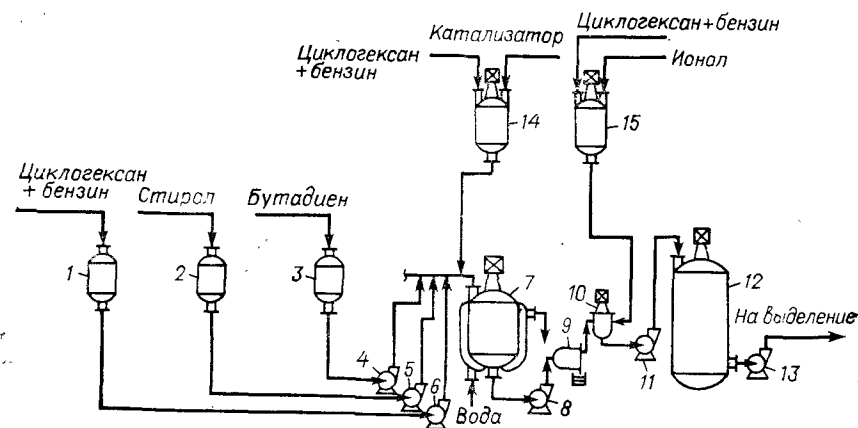 Циклогексан+бензин
Катализатор
Циклогексан
+бензин
Ионол
14
15
Циклогексан
+ бензин
Стирол
Бутадиен
1
2
3
7
10
12
9
На выделение
4
5
6
Вода
8
11
13